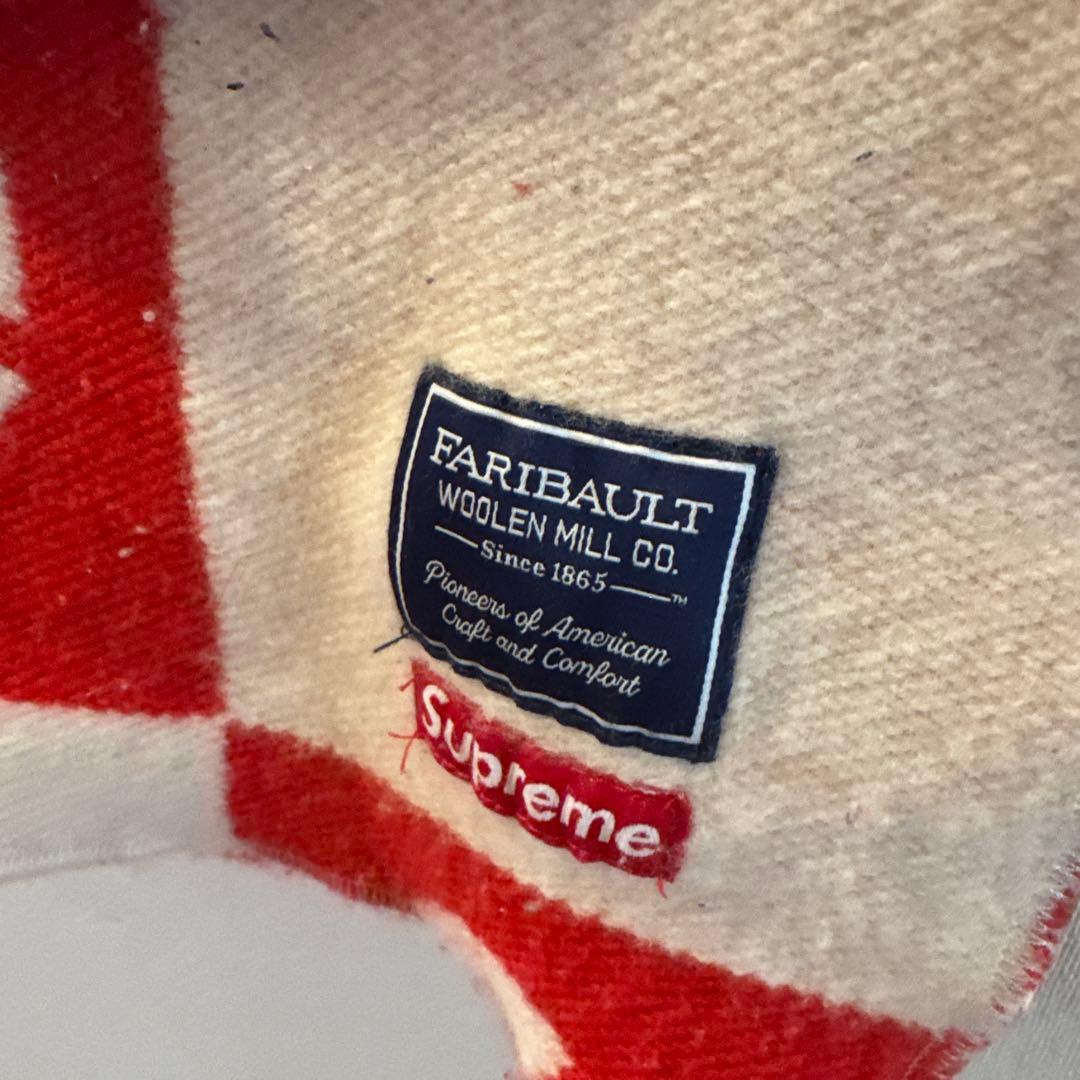 FARIBAULT
WOOLEN MILL CO.
Since 1865 ™
Pioneers of American
Craft and Comfort
Supreme